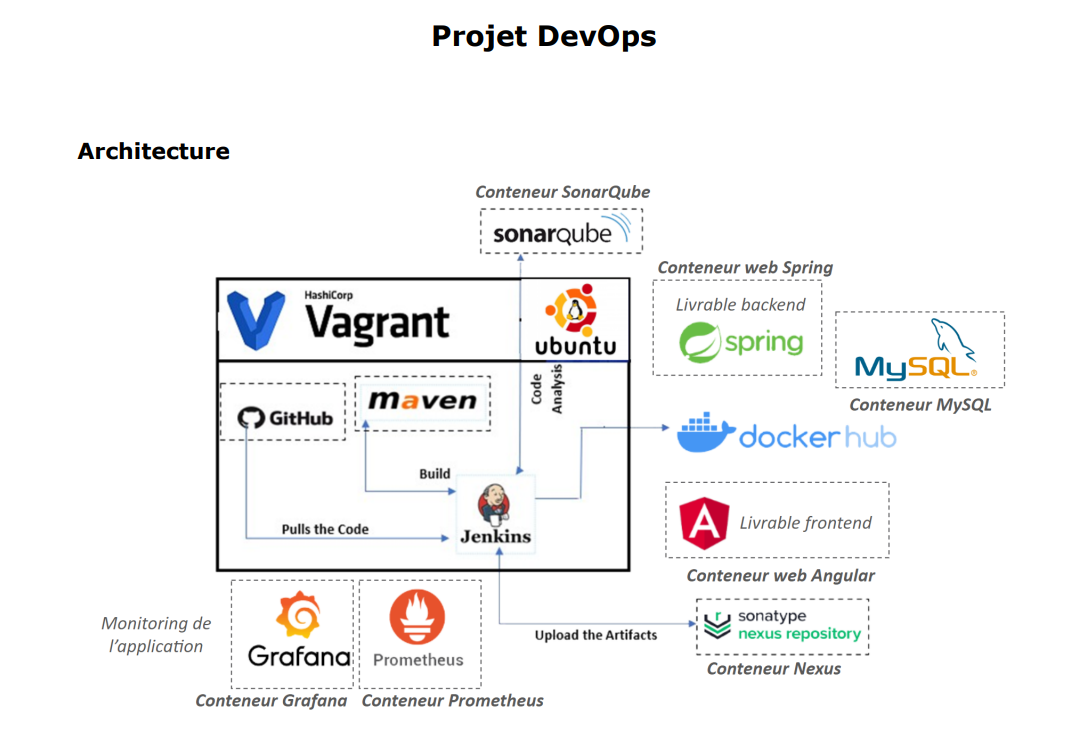 Projet DevOps
Architecture
Conteneur SonarQube
sonarqube
Conteneur web Spring
HashiCorp
Vagrant
ubuntu
Livrable backend
spring
MySQL®
Conteneur MySQL
Code
Analysis
GitHub
maven
docker hub
Build
Jenkins
Pulls the Code
Livrable frontend
Conteneur web Angular
Monitoring de
l’application
Grafana
Prometheus
Upload the Artifacts
sonatype
nexus repository
Conteneur Nexus
Conteneur Grafana
Conteneur Prometheus